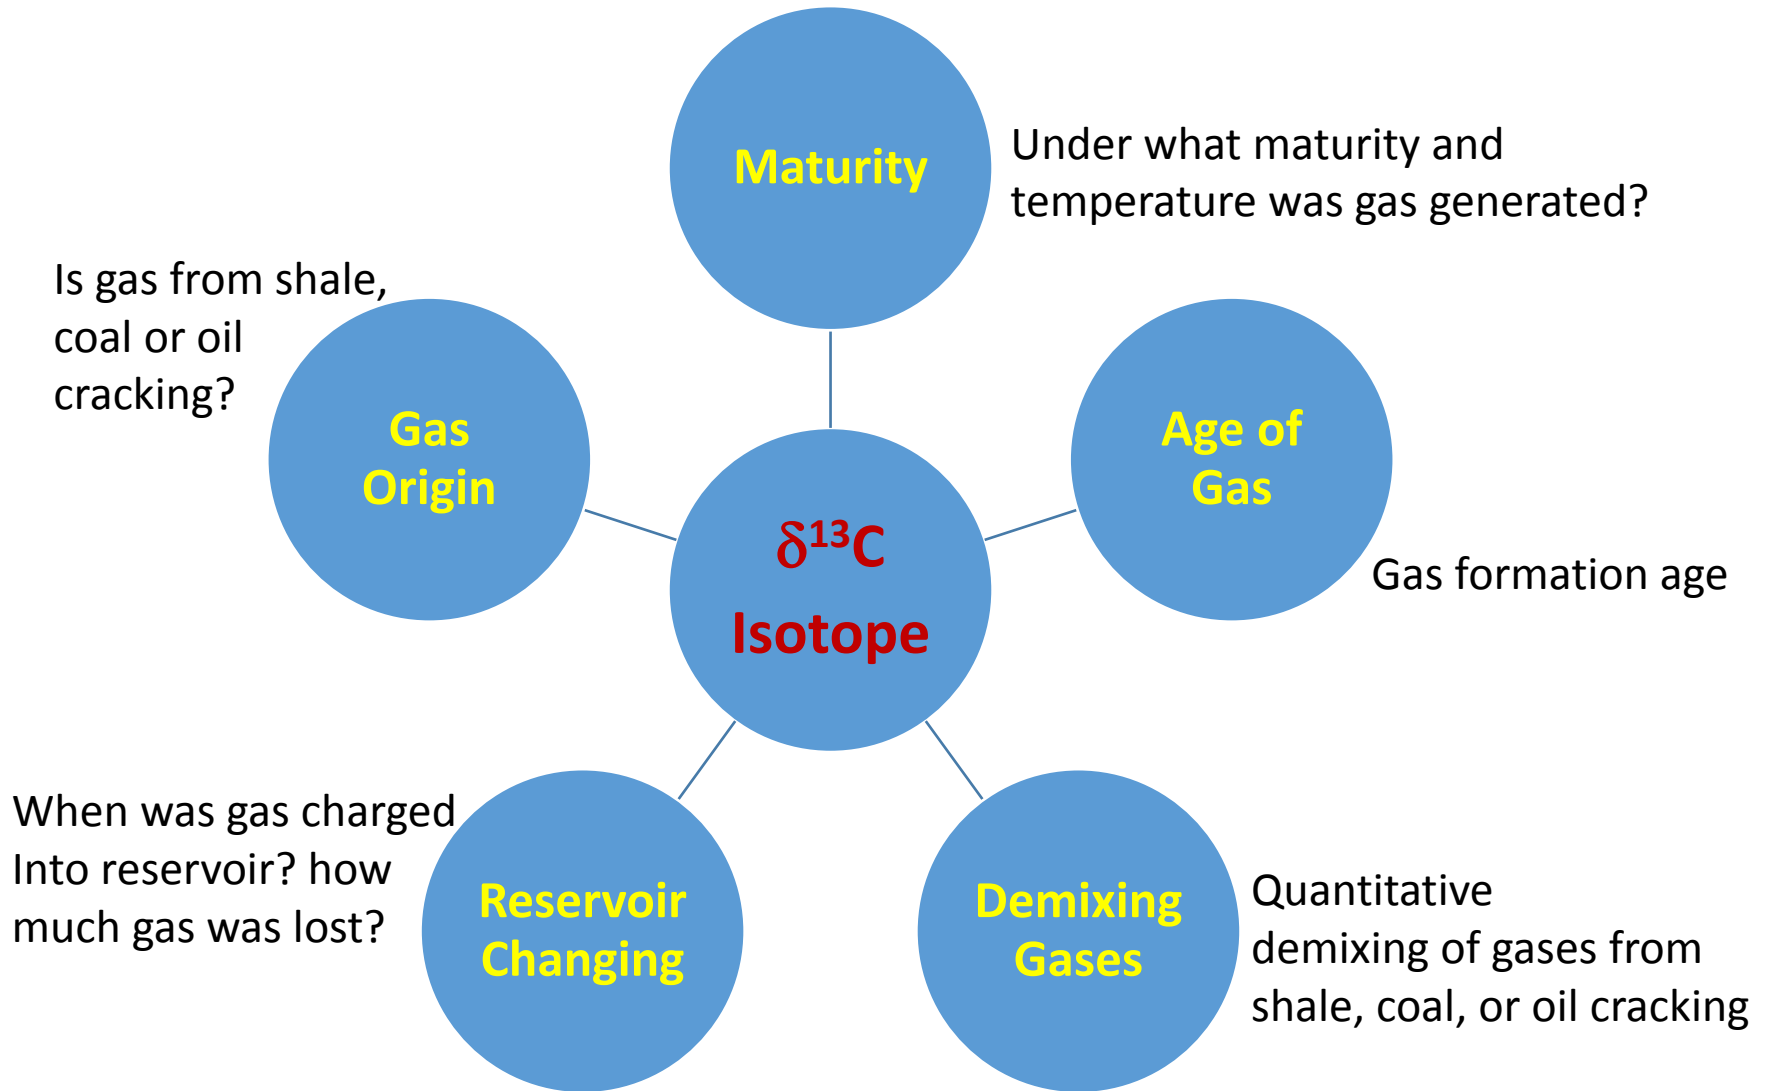 Maturity
Under what maturity and
temperature was gas generated?
Is gas from shale,
coal or oil
cracking?
Gas
Origin
Age of
Gas
Gas formation age
δ¹³C
Isotope
When was gas charged
Into reservoir? how
much gas was lost?
Reservoir
Changing
Demixing
Gases
Quantitative
demixing of gases from
shale, coal, or oil cracking